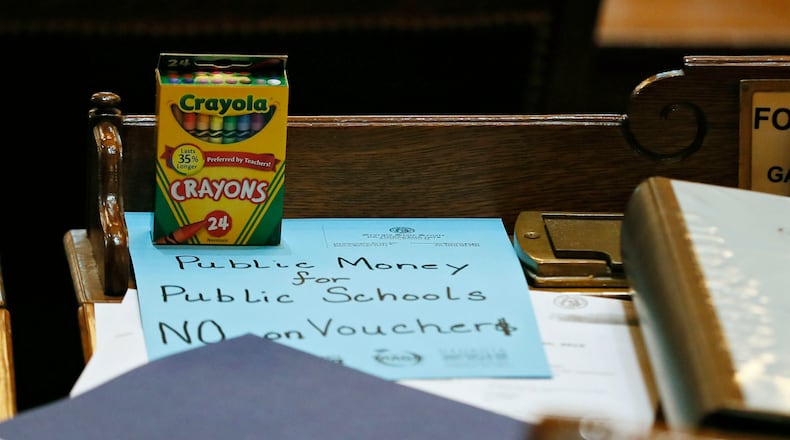 24
Crayola
Lasts
35%
Longer
Preferred by Teachers!
CRAYONS
24
Public Money
for
Public Schools
NO on Voucher$
FO
GA